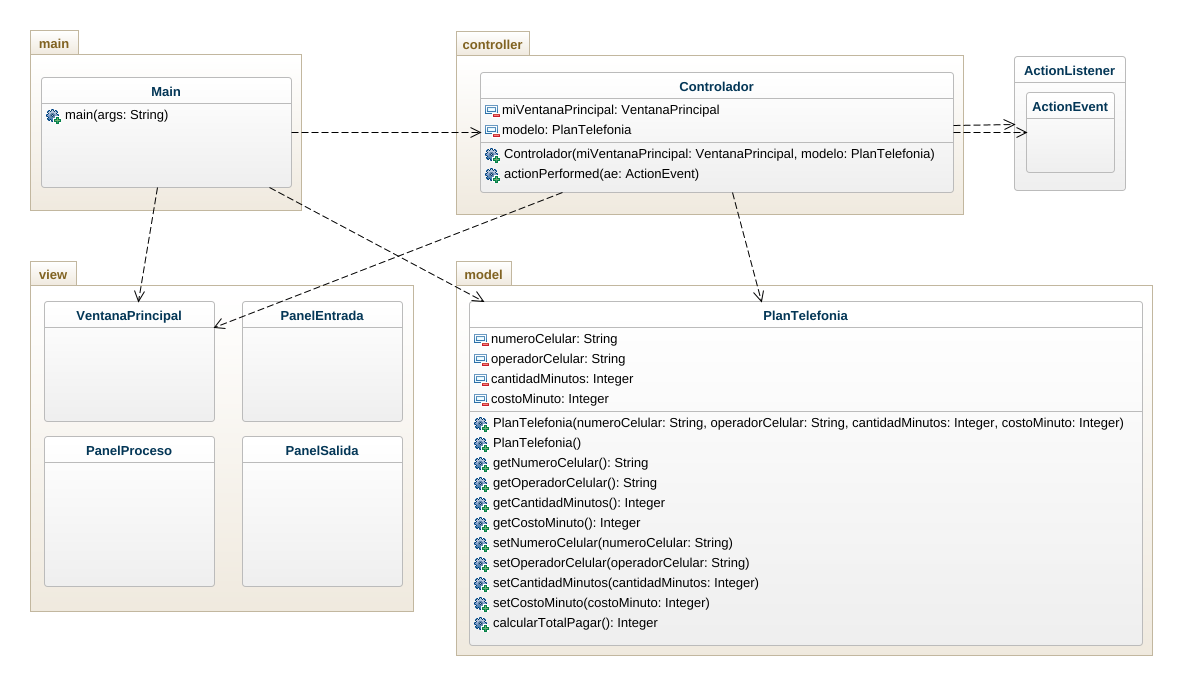 main
Main
main(args: String)
controller
Controlador
miVentanaPrincipal: VentanaPrincipal
modelo: PlanTelefonia
Controlador(miVentanaPrincipal: VentanaPrincipal, modelo: PlanTelefonia)
actionPerformed(ae: ActionEvent)
ActionListener
ActionEvent
view
VentanaPrincipal
PanelEntrada
PanelProceso
PanelSalida
model
PlanTelefonia
numeroCelular: String
operadorCelular: String
cantidadMinutos: Integer
costoMinuto: Integer
PlanTelefonia(numeroCelular: String, operadorCelular: String, cantidadMinutos: Integer, costoMinuto: Integer)
PlanTelefonia()
getNumeroCelular(): String
getOperadorCelular(): String
getCantidadMinutos(): Integer
getCostoMinuto(): Integer
setNumeroCelular(numeroCelular: String)
setOperadorCelular(operadorCelular: String)
setCantidadMinutos(cantidadMinutos: Integer)
setCostoMinuto(costoMinuto: Integer)
calcularTotalPagar(): Integer